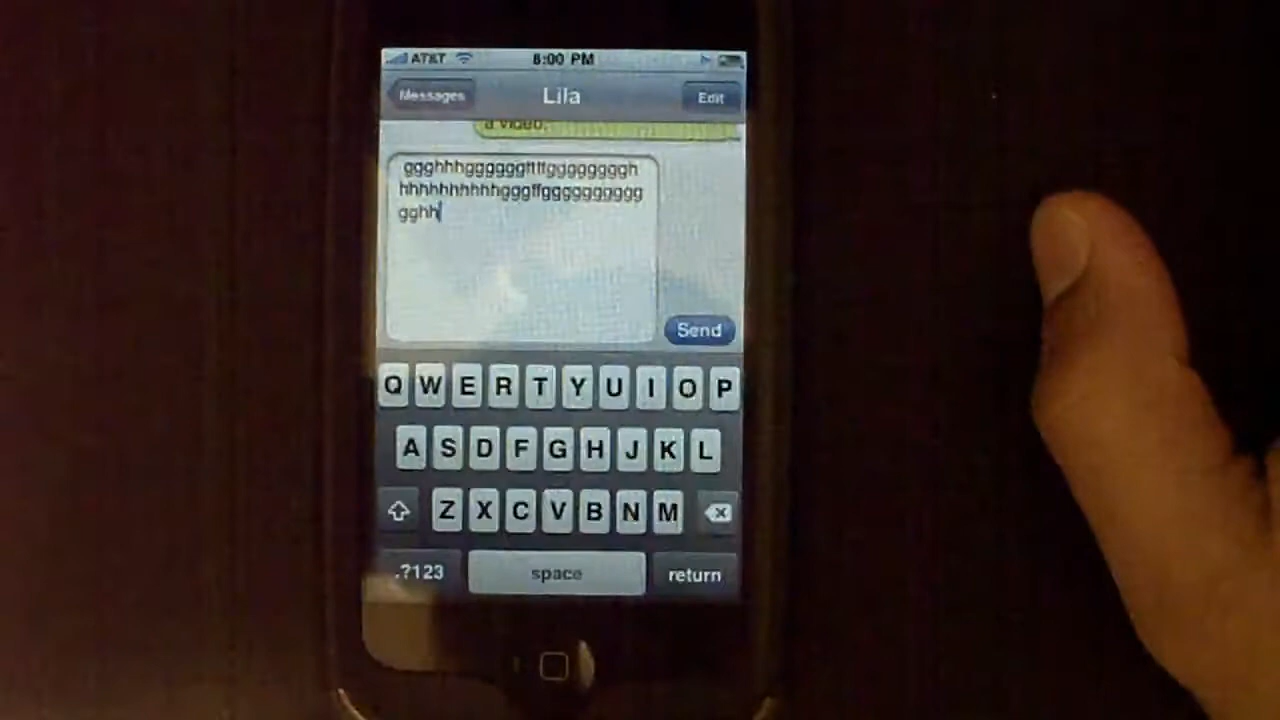 AT&T 8:00 PM
Messages Lila Edit
a video.
ggghhhggggggffffgggggggggh
hhhhhhhhhhgggffgggggggggg
gghh
Send
Q W E R T Y U I O P
A S D F G H J K L
Z X C V B N M
.?123 space return